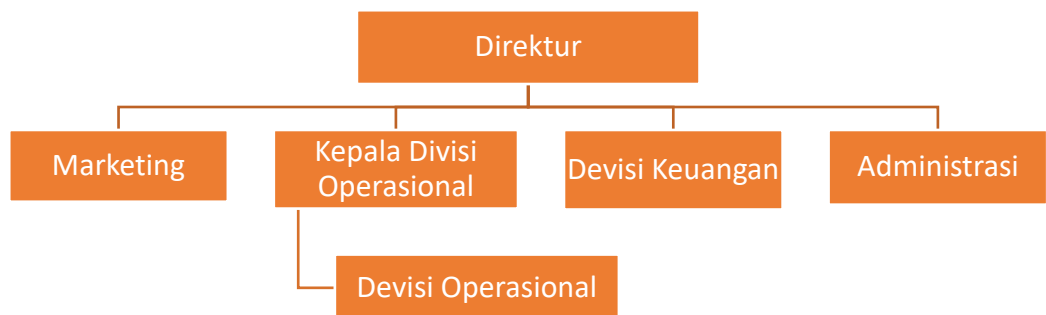 Direktur
Marketing
Kepala Divisi
Operasional
Devisi Keuangan
Administrasi
Devisi Operasional